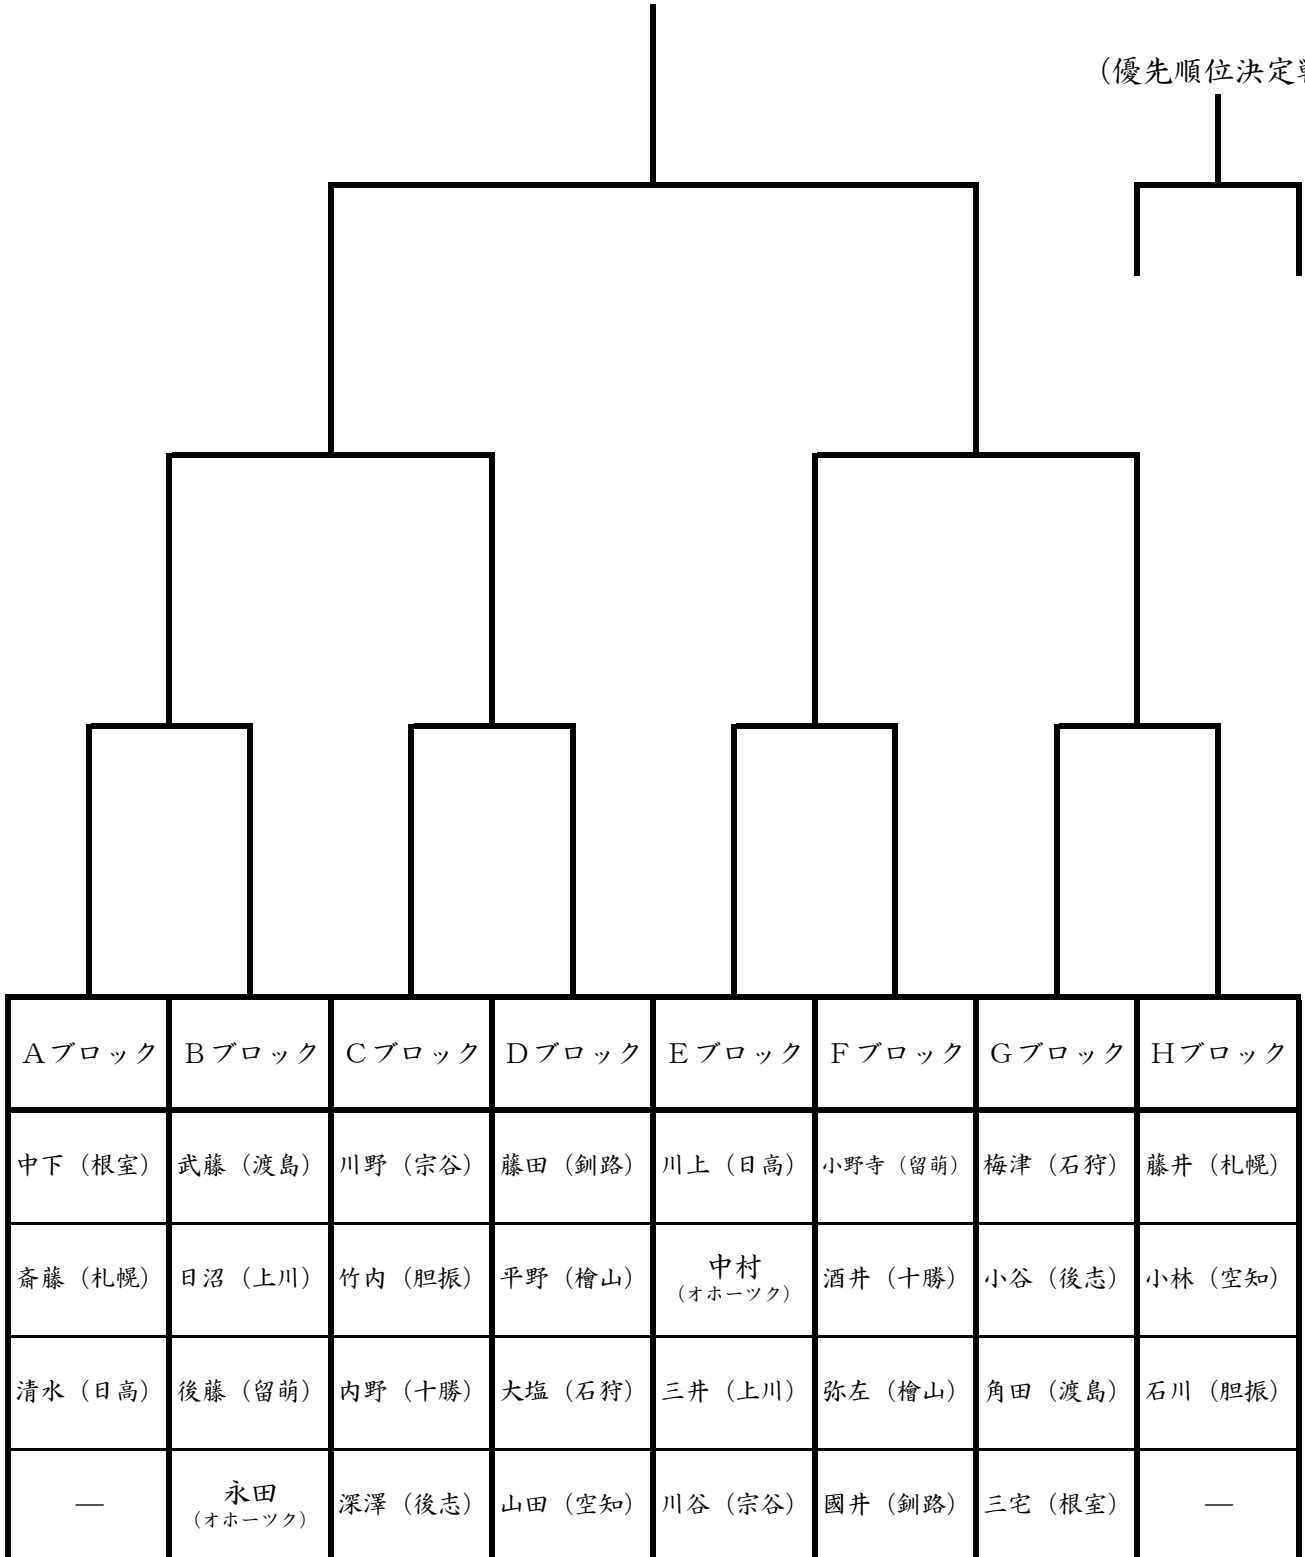 （優先順位決定戦
Ａブロック Ｂブロック Ｃブロック Ｄブロック Ｅブロック Ｆブロック Ｇブロック Ｈブロック
中下（根室） 武藤（渡島） 川野（宗谷） 藤田（釧路） 川上（日高） 小野寺（留萌） 梅津（石狩） 藤井（札幌）
斎藤（札幌） 日沼（上川） 竹内（胆振） 平野（檜山） 中村（オホーツク） 酒井（十勝） 小谷（後志） 小林（空知）
清水（日高） 後藤（留萌） 内野（十勝） 大塩（石狩） 三井（上川） 弥左（檜山） 角田（渡島） 石川（胆振）
― 永田（オホーツク） 深澤（後志） 山田（空知） 川谷（宗谷） 國井（釧路） 三宅（根室） ―